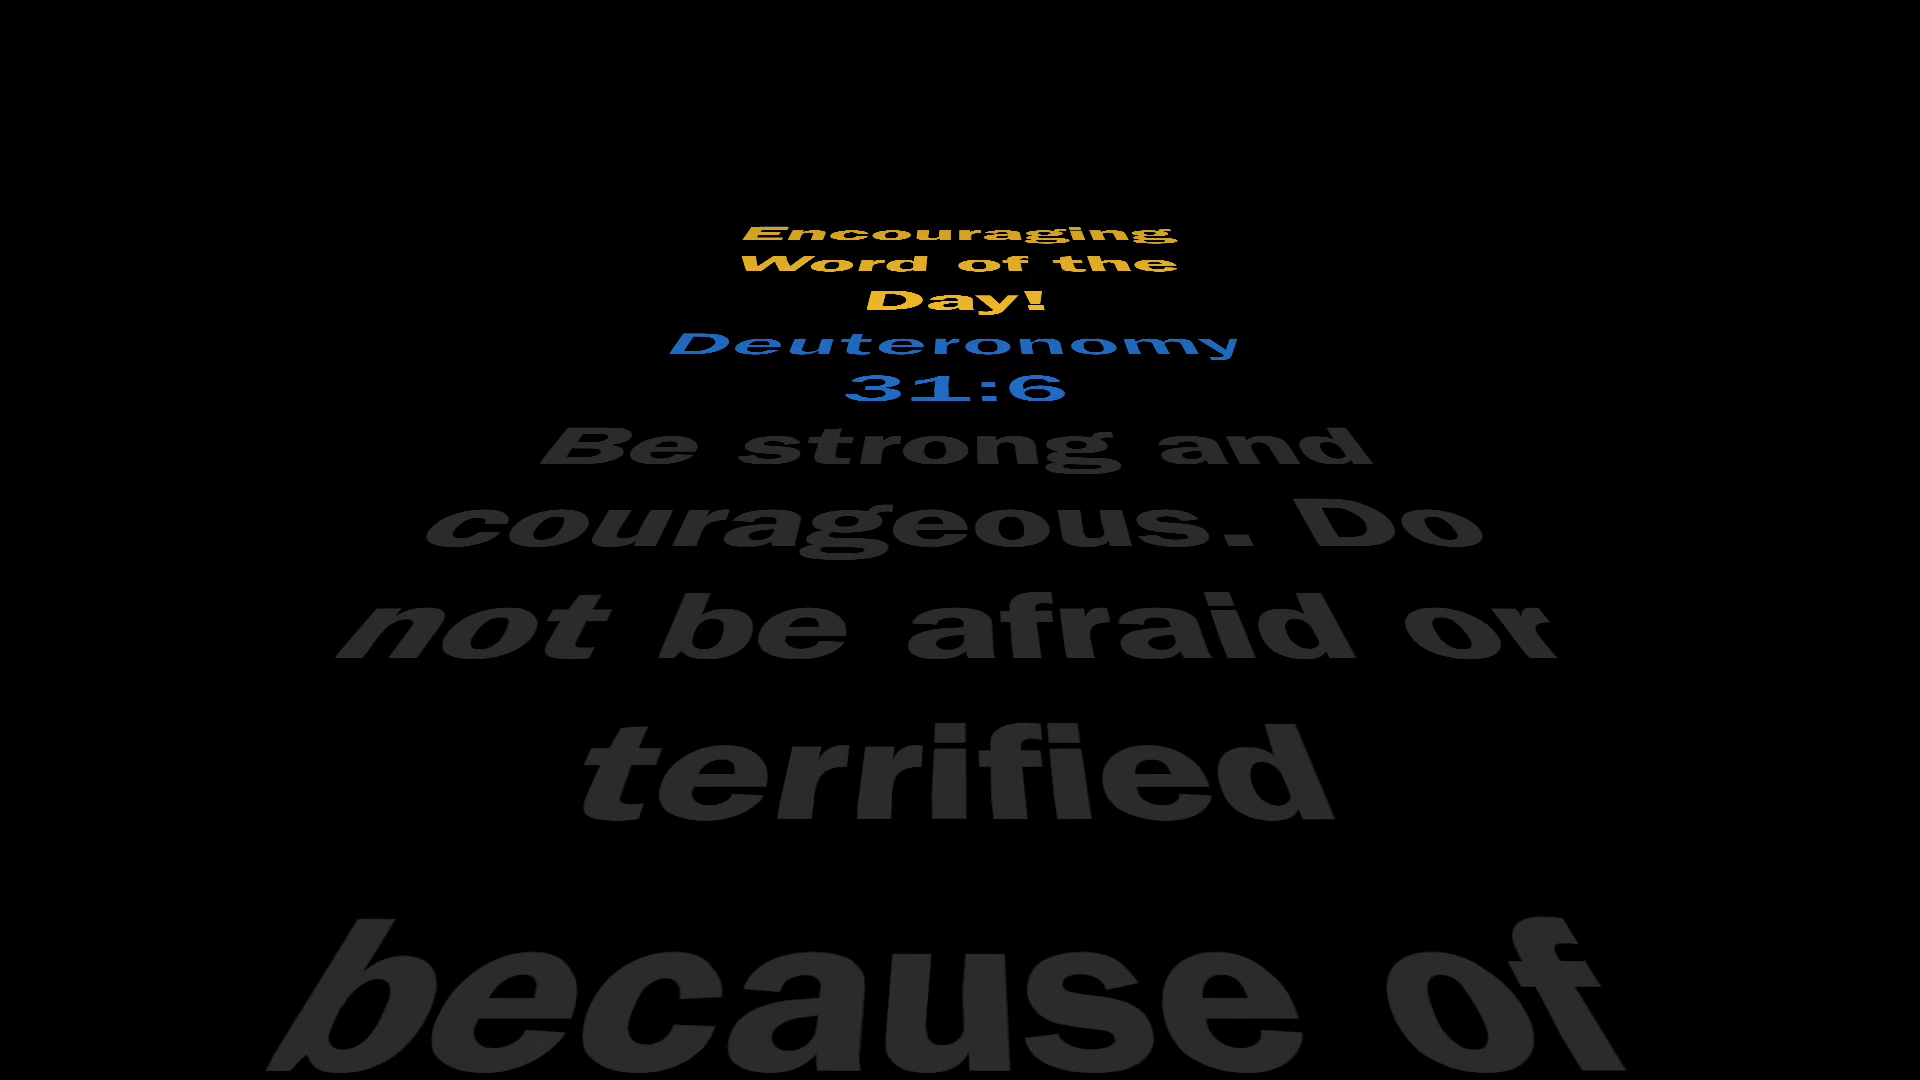 Encouraging
Word of the
Day!
Deuteronomy
31:6
Be strong and
courageous. Do
not be afraid or
terrified
because of